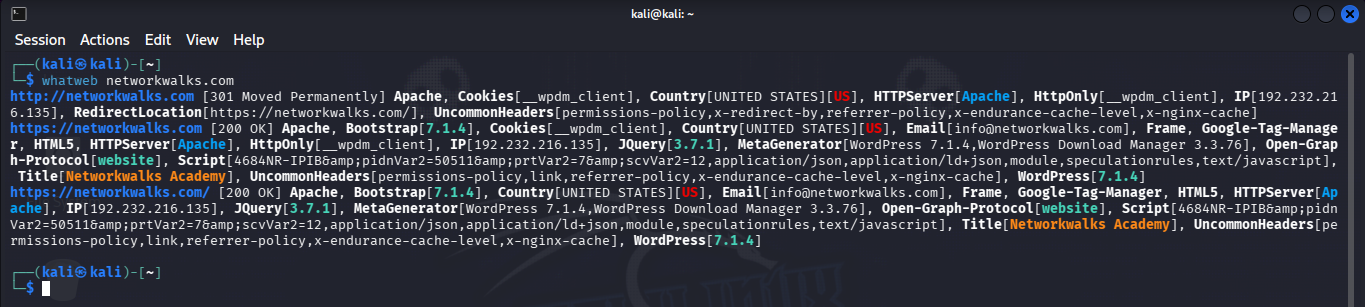 kali@kali: ~
Session Actions Edit View Help
┌──(kali㉿kali)-[~]
└─$ whatweb networkwalks.com
http://networkwalks.com [301 Moved Permanently] Apache, Cookies[__wpdm_client], Country[UNITED STATES][US], HTTPServer[Apache], HttpOnly[__wpdm_client], IP[192.232.21
6.135], RedirectLocation[https://networkwalks.com/], UncommonHeaders[permissions-policy,x-redirect-by,referrer-policy,x-endurance-cache-level,x-nginx-cache]
https://networkwalks.com [200 OK] Apache, Bootstrap[7.1.4], Cookies[__wpdm_client], Country[UNITED STATES][US], Email[info@networkwalks.com], Frame, Google-Tag-Manage
r, HTML5, HTTPServer[Apache], HttpOnly[__wpdm_client], IP[192.232.216.135], JQuery[3.7.1], MetaGenerator[WordPress 7.1.4,WordPress Download Manager 3.3.76], Open-Grap
h-Protocol[website], Script[4684NR-IPIB&amp;pidnVar2=50511&amp;prtVar2=7&amp;scvVar2=12,application/json,application/ld+json,module,speculationrules,text/javascript],
Title[Networkwalks Academy], UncommonHeaders[permissions-policy,link,referrer-policy,x-endurance-cache-level,x-nginx-cache], WordPress[7.1.4]
https://networkwalks.com/ [200 OK] Apache, Bootstrap[7.1.4], Country[UNITED STATES][US], Email[info@networkwalks.com], Frame, Google-Tag-Manager, HTML5, HTTPServer[Ap
ache], IP[192.232.216.135], JQuery[3.7.1], MetaGenerator[WordPress 7.1.4,WordPress Download Manager 3.3.76], Open-Graph-Protocol[website], Script[4684NR-IPIB&amp;pidn
Var2=50511&amp;prtVar2=7&amp;scvVar2=12,application/json,application/ld+json,module,speculationrules,text/javascript], Title[Networkwalks Academy], UncommonHeaders[pe
rmissions-policy,link,referrer-policy,x-endurance-cache-level,x-nginx-cache], WordPress[7.1.4]
┌──(kali㉿kali)-[~]
└─$